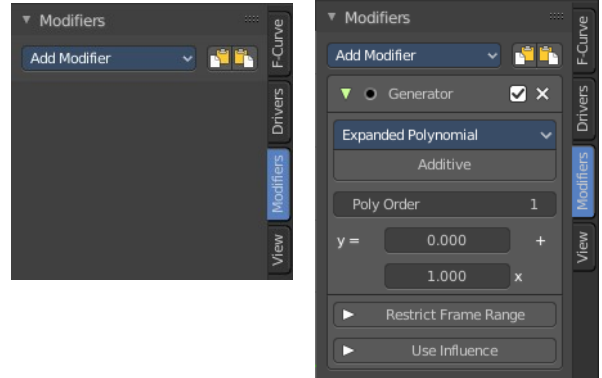 Modifiers
Add Modifier
F-Curve
Drivers
Modifiers
View
Modifiers
Add Modifier
Generator
Expanded Polynomial
Additive
Poly Order 1
y = 0.000 +
1.000 x
Restrict Frame Range
Use Influence
F-Curve
Drivers
Modifiers
View